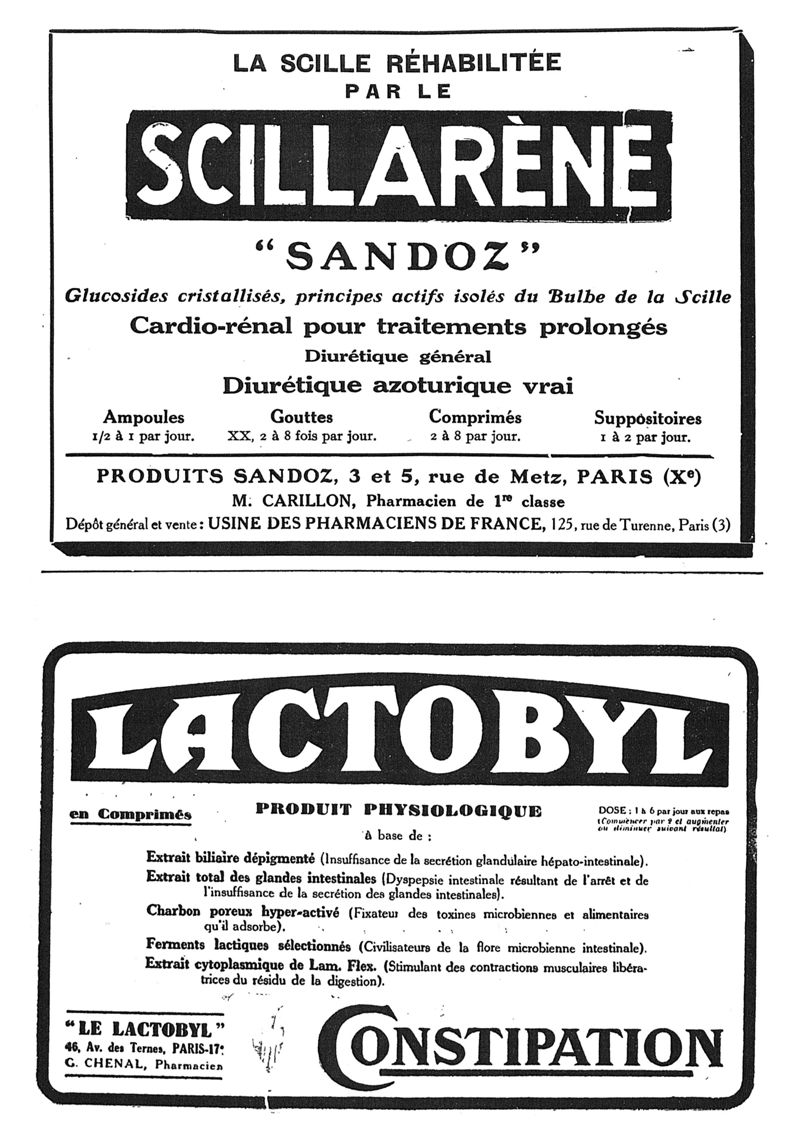 LA SCILLE RÉHABILITÉE
PAR LE
SCILLARÈNE
“SANDOZ”
Glucosides cristallisés, principes actifs isolés du Bulbe de la Scille
Cardio-rénal pour traitements prolongés
Diurétique général
Diurétique azoturique vrai
Ampoules Gouttes Comprimés Suppositoires
1/2 à 1 par jour. XX, 2 à 8 fois par jour. 2 à 8 par jour. 1 à 2 par jour.
PRODUITS SANDOZ, 3 et 5, rue de Metz, PARIS (Xe)
M. CARILLON, Pharmacien de 1re classe
Dépôt général et vente : USINE DES PHARMACIENS DE FRANCE, 125, rue de Turenne, Paris (3)
LACTOBYL
en Comprimés
PRODUIT PHYSIOLOGIQUE
à base de :
DOSE : 1 à 6 par jour aux repas
(Commencer par 2 et augmenter
ou diminuer suivant résultat)
Extrait biliaire dépigmenté (Insuffisance de la secrétion glandulaire hépato-intestinale).
Extrait total des glandes intestinales (Dyspepsie intestinale résultant de l'arrêt et de
l'insuffisance de la secrétion des glandes intestinales).
Charbon poreux hyper-activé (Fixateur des toxines microbiennes et alimentaires
qu'il adsorbe).
Ferments lactiques sélectionnés (Civilisateurs de la flore microbienne intestinale).
Extrait cytoplasmique de Lam. Flex. (Stimulant des contractions musculaires libéra-
trices du résidu de la digestion).
“LE LACTOBYL”
46, Av. des Ternes, PARIS-17e
G. CHENAL, Pharmacien
CONSTIPATION